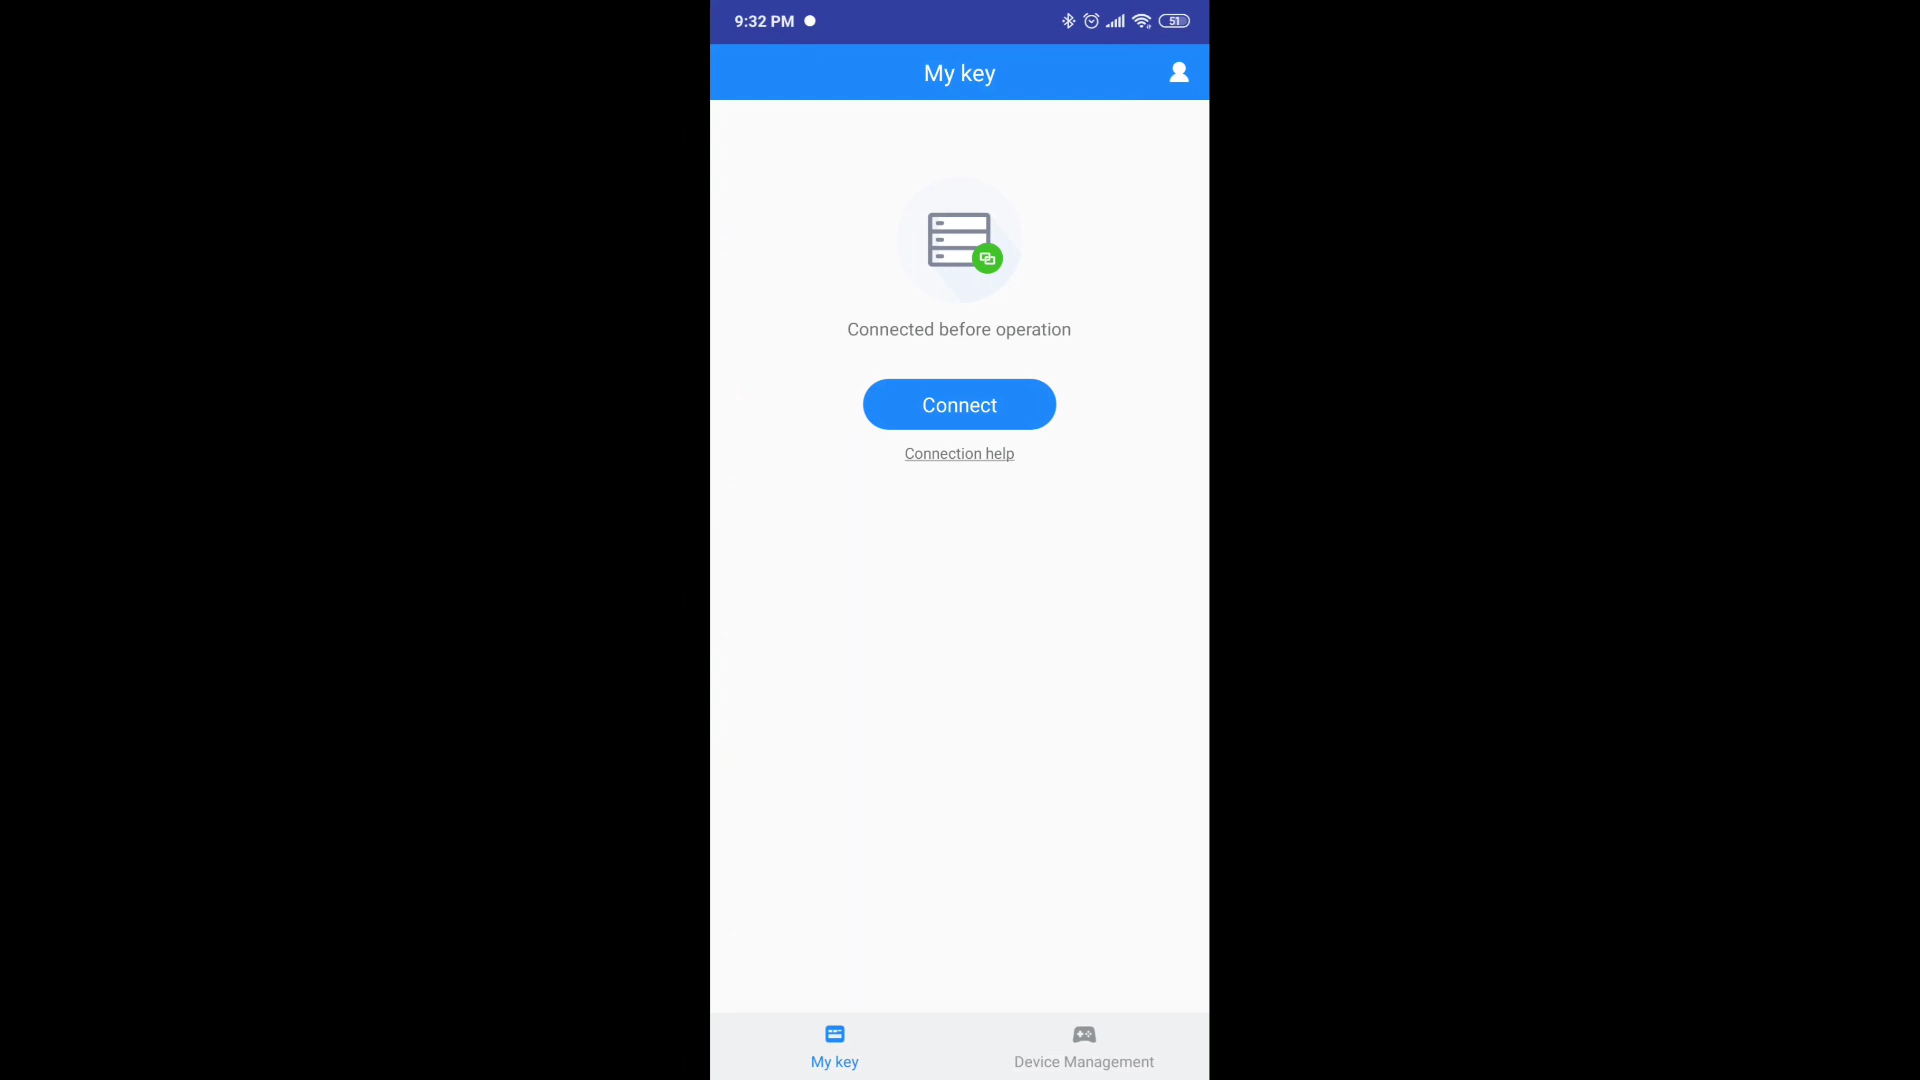 9:32 PM
51
My key
Connected before operation
Connect
Connection help
My key
Device Management